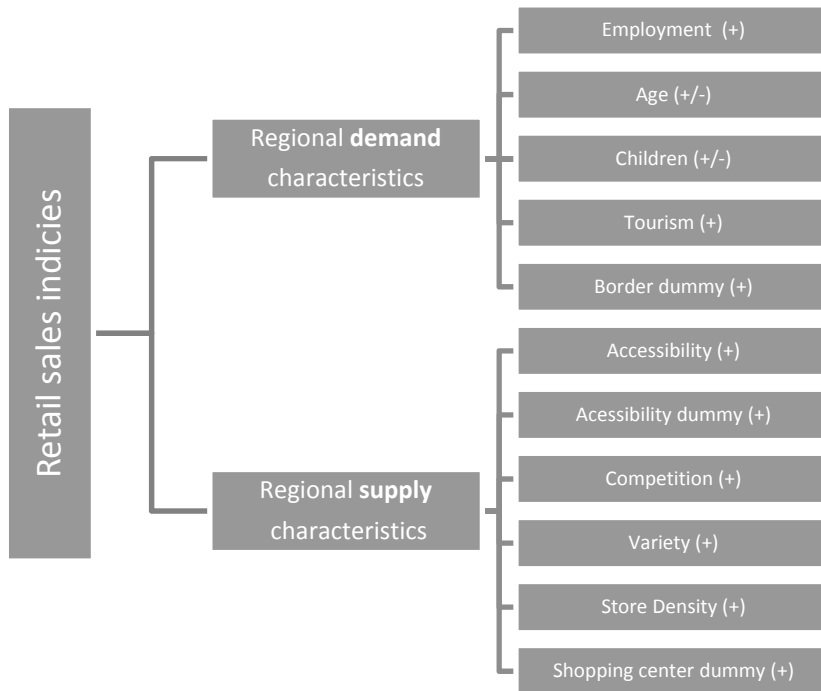 Retail sales indicies
Regional demand
characteristics
Employment (+)
Age (+/-)
Children (+/-)
Tourism (+)
Border dummy (+)
Regional supply
characteristics
Accessibility (+)
Acessibility dummy (+)
Competition (+)
Variety (+)
Store Density (+)
Shopping center dummy (+)